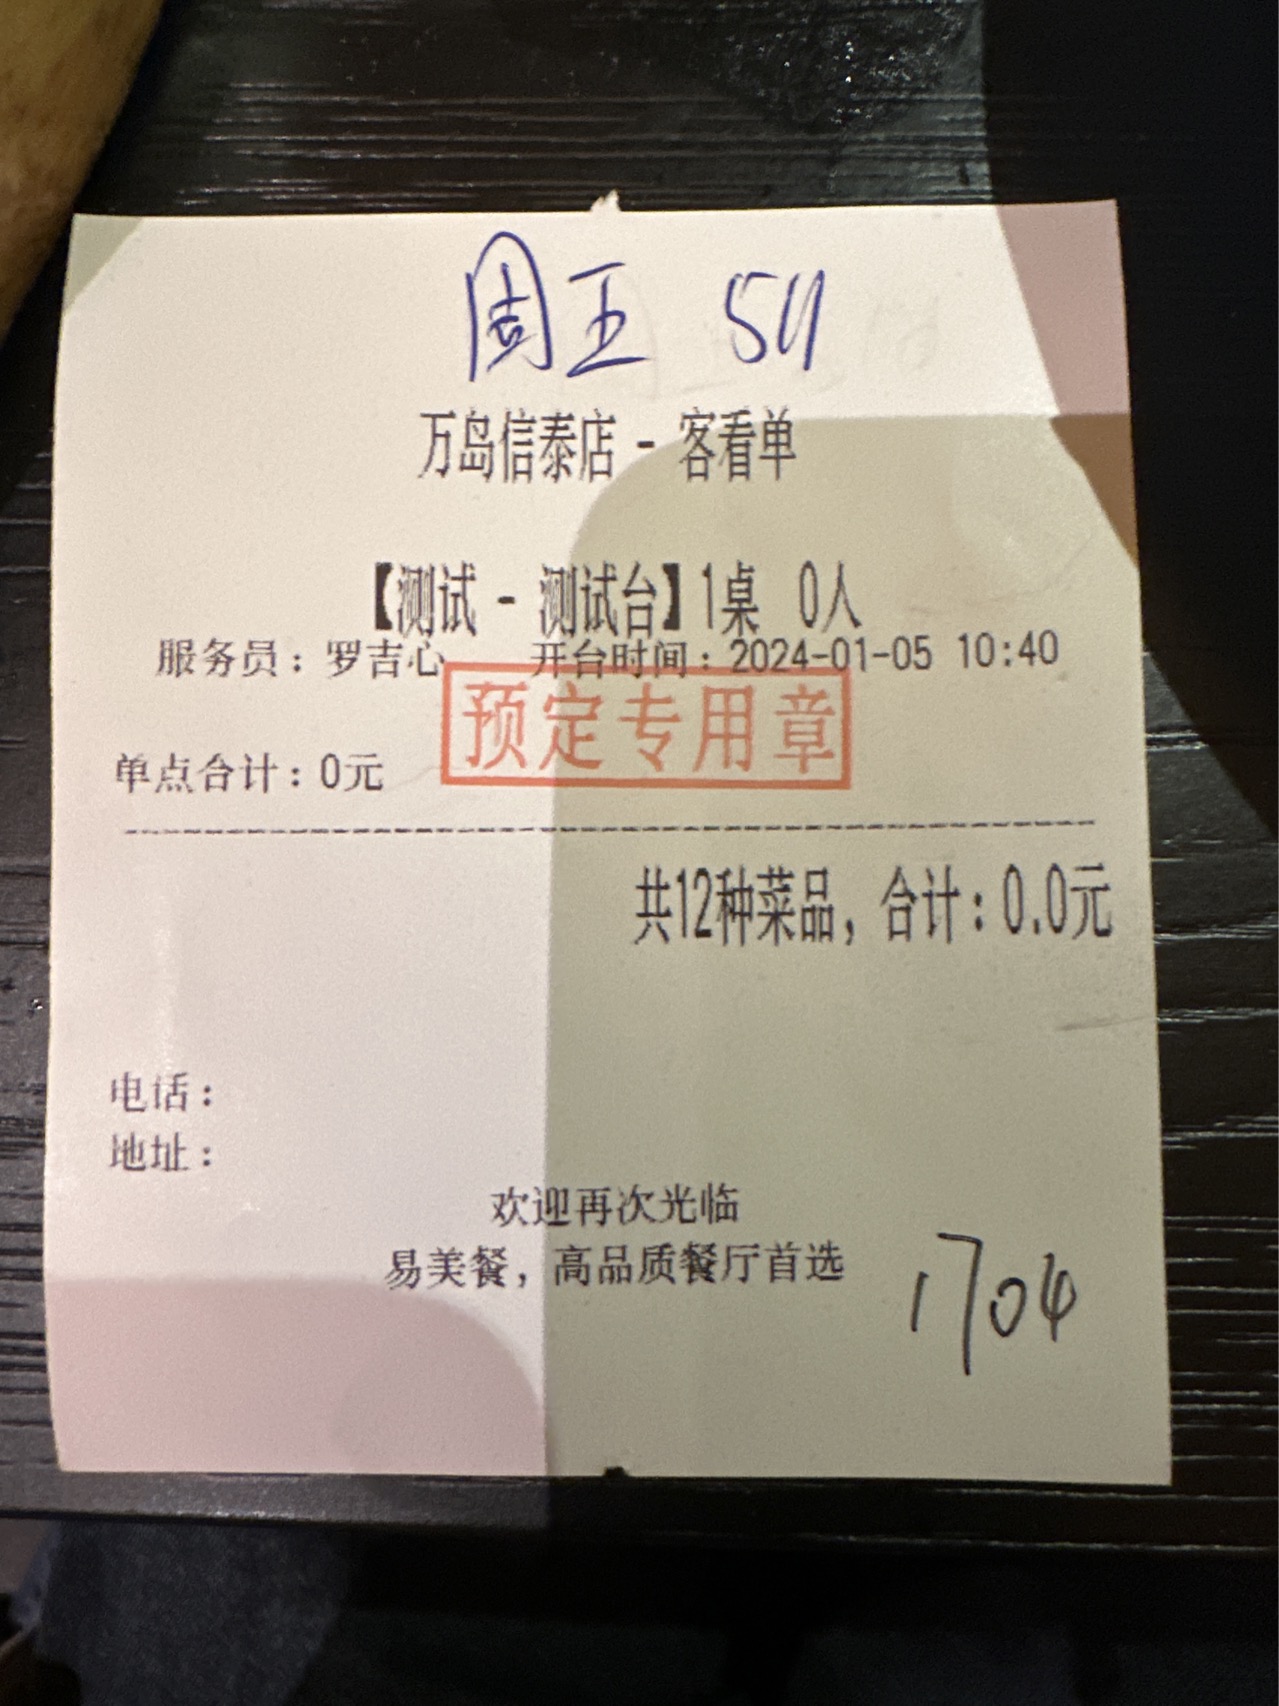 周王 511
万岛信泰店 - 客看单
【测试 - 测试台】1桌 0人
服务员：罗吉心 开台时间：2024-01-05 10:40
预定专用章
单点合计：0元
共12种菜品，合计：0.0元
电话：
地址：
欢迎再次光临
易美餐，高品质餐厅首选
1704